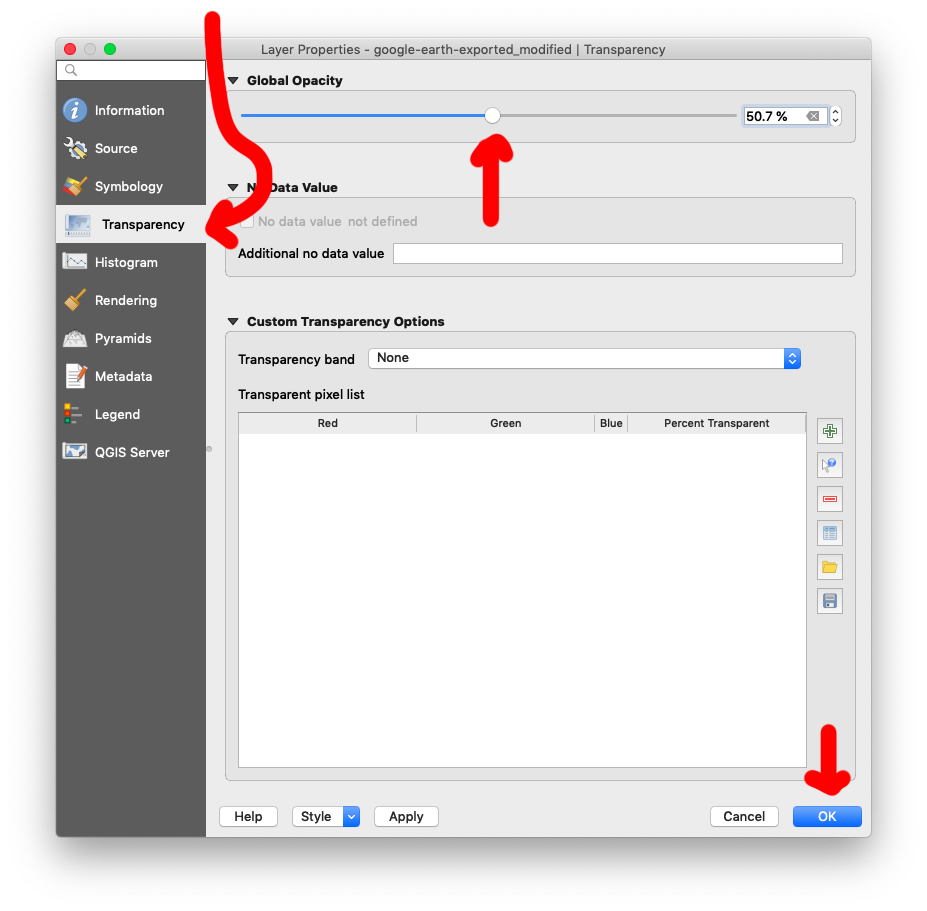 Layer Properties - google-earth-exported_modified | Transparency
Information
Source
Symbology
Transparency
Histogram
Rendering
Pyramids
Metadata
Legend
QGIS Server
Global Opacity
50.7 %
Data Value
No data value not defined
Additional no data value
Custom Transparency Options
Transparency band None
Transparent pixel list
Red Green Blue Percent Transparent
Help Style Apply Cancel OK